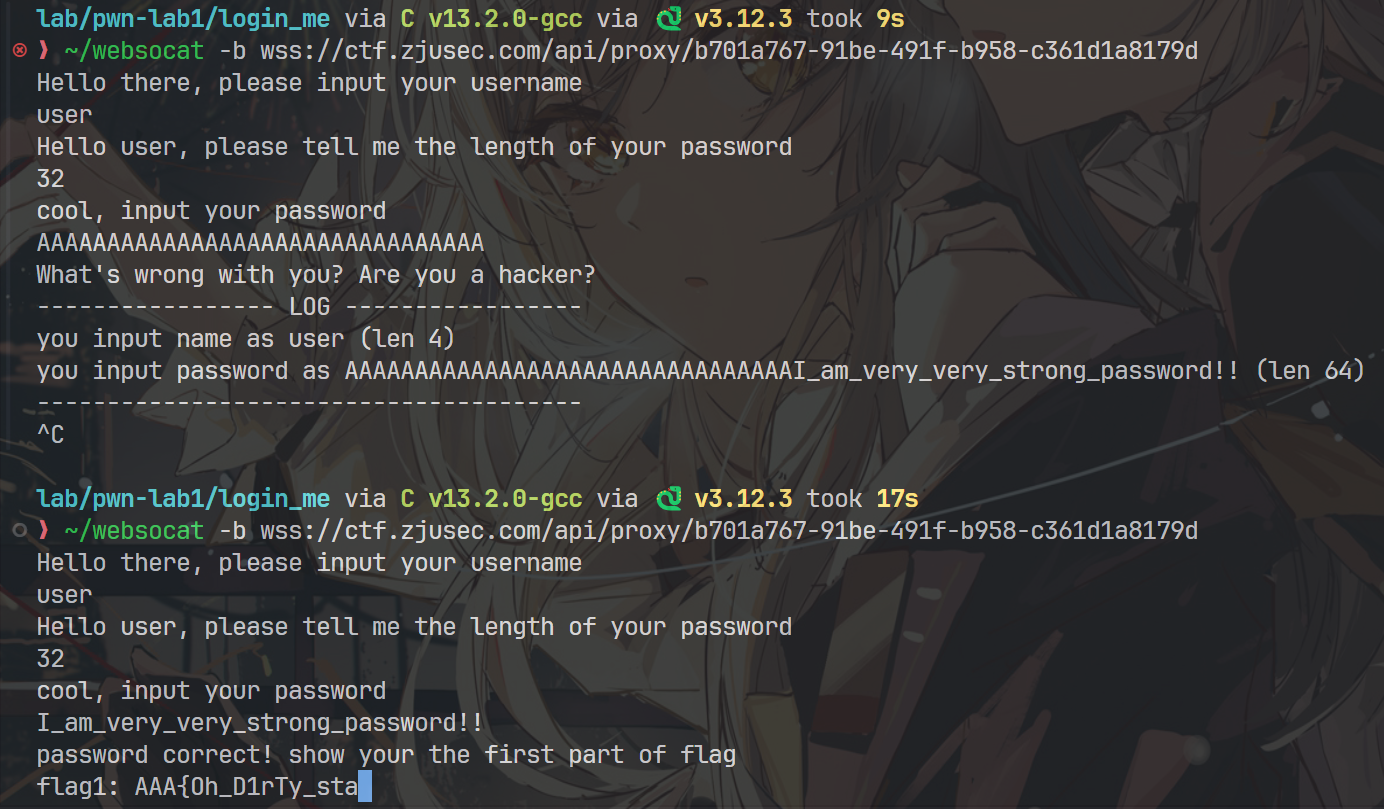 lab/pwn-lab1/login_me via C v13.2.0-gcc via v3.12.3 took 9s
⊗ ❯ ~/websocat -b wss://ctf.zjusec.com/api/proxy/b701a767-91be-491f-b958-c361d1a8179d
Hello there, please input your username
user
Hello user, please tell me the length of your password
32
cool, input your password
AAAAAAAAAAAAAAAAAAAAAAAAAAAAAAAA
What's wrong with you? Are you a hacker?
----------------- LOG -----------------
you input name as user (len 4)
you input password as AAAAAAAAAAAAAAAAAAAAAAAAAAAAAAAAI_am_very_very_strong_password!! (len 64)
---------------------------------------
^C
lab/pwn-lab1/login_me via C v13.2.0-gcc via v3.12.3 took 17s
❯ ~/websocat -b wss://ctf.zjusec.com/api/proxy/b701a767-91be-491f-b958-c361d1a8179d
Hello there, please input your username
user
Hello user, please tell me the length of your password
32
cool, input your password
I_am_very_very_strong_password!!
password correct! show your the first part of flag
flag1: AAA{Oh_D1rTy_sta